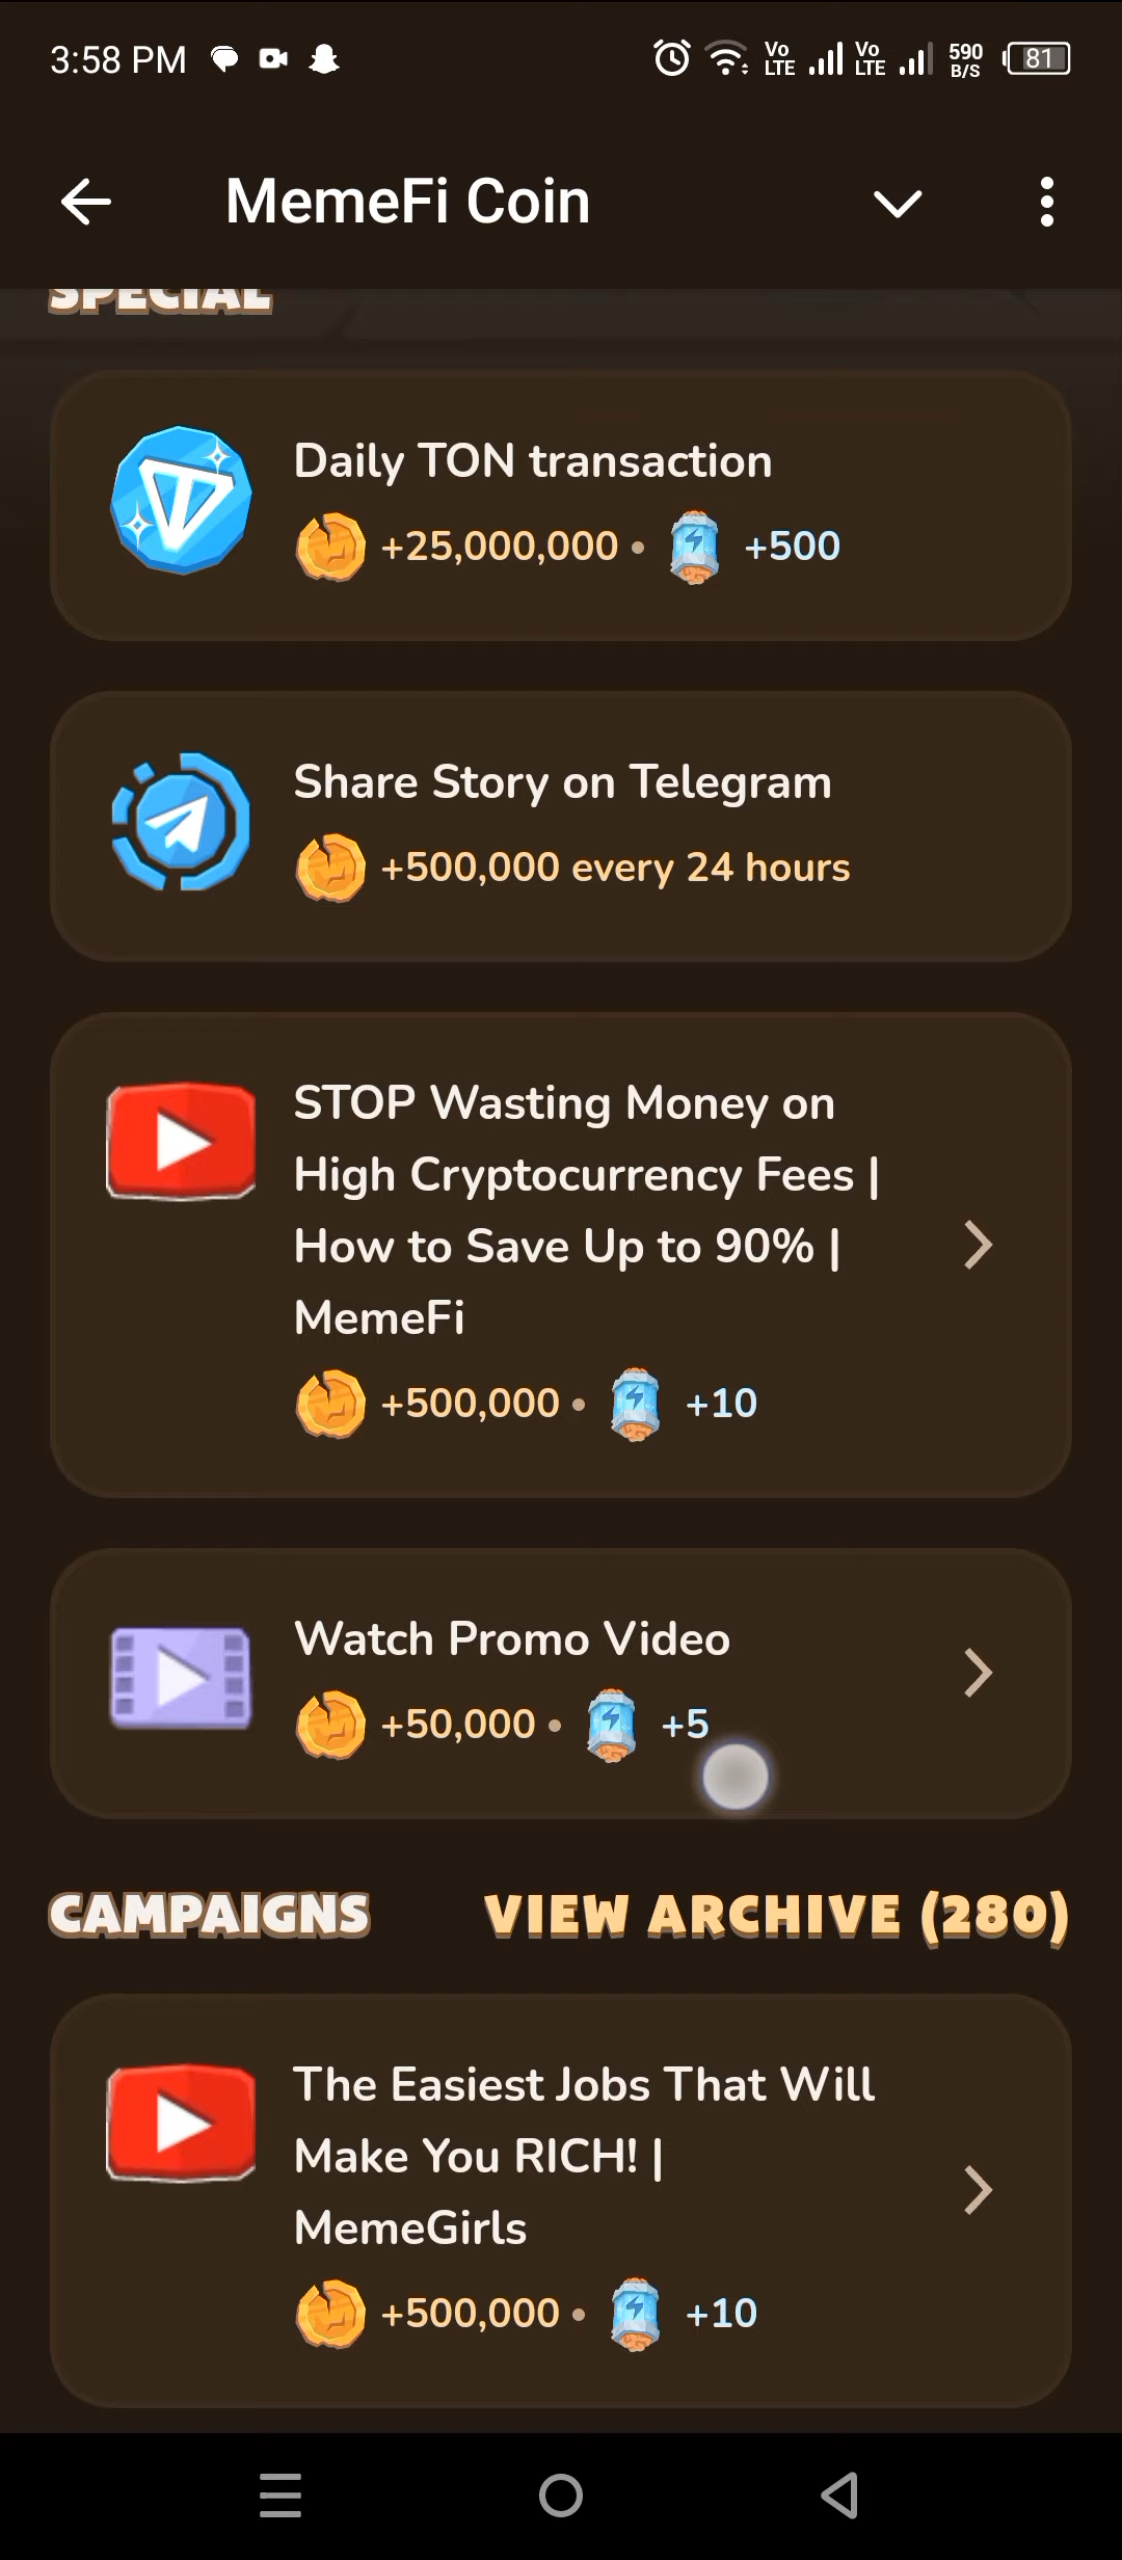 3:58 PM
Vo LTE Vo LTE 590 B/S 81
MemeFi Coin
SPECIAL
Daily TON transaction
+25,000,000 • +500
Share Story on Telegram
+500,000 every 24 hours
STOP Wasting Money on
High Cryptocurrency Fees |
How to Save Up to 90% |
MemeFi
+500,000 • +10
Watch Promo Video
+50,000 • +5
CAMPAIGNS VIEW ARCHIVE (280)
The Easiest Jobs That Will
Make You RICH! |
MemeGirls
+500,000 • +10